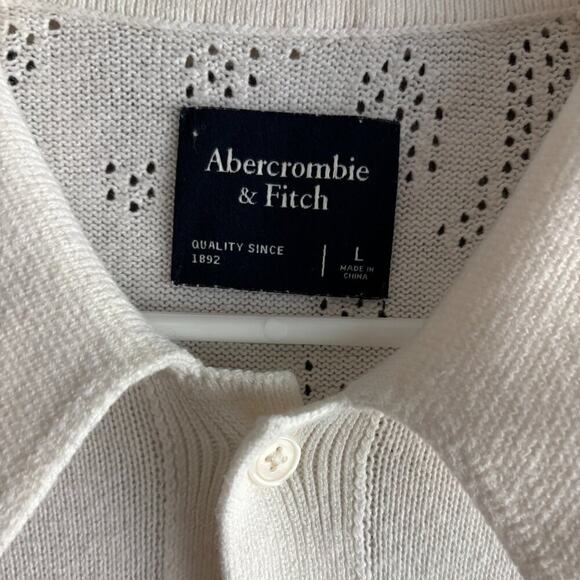 Abercrombie
& Fitch
QUALITY SINCE
1892
L
MADE IN
CHINA